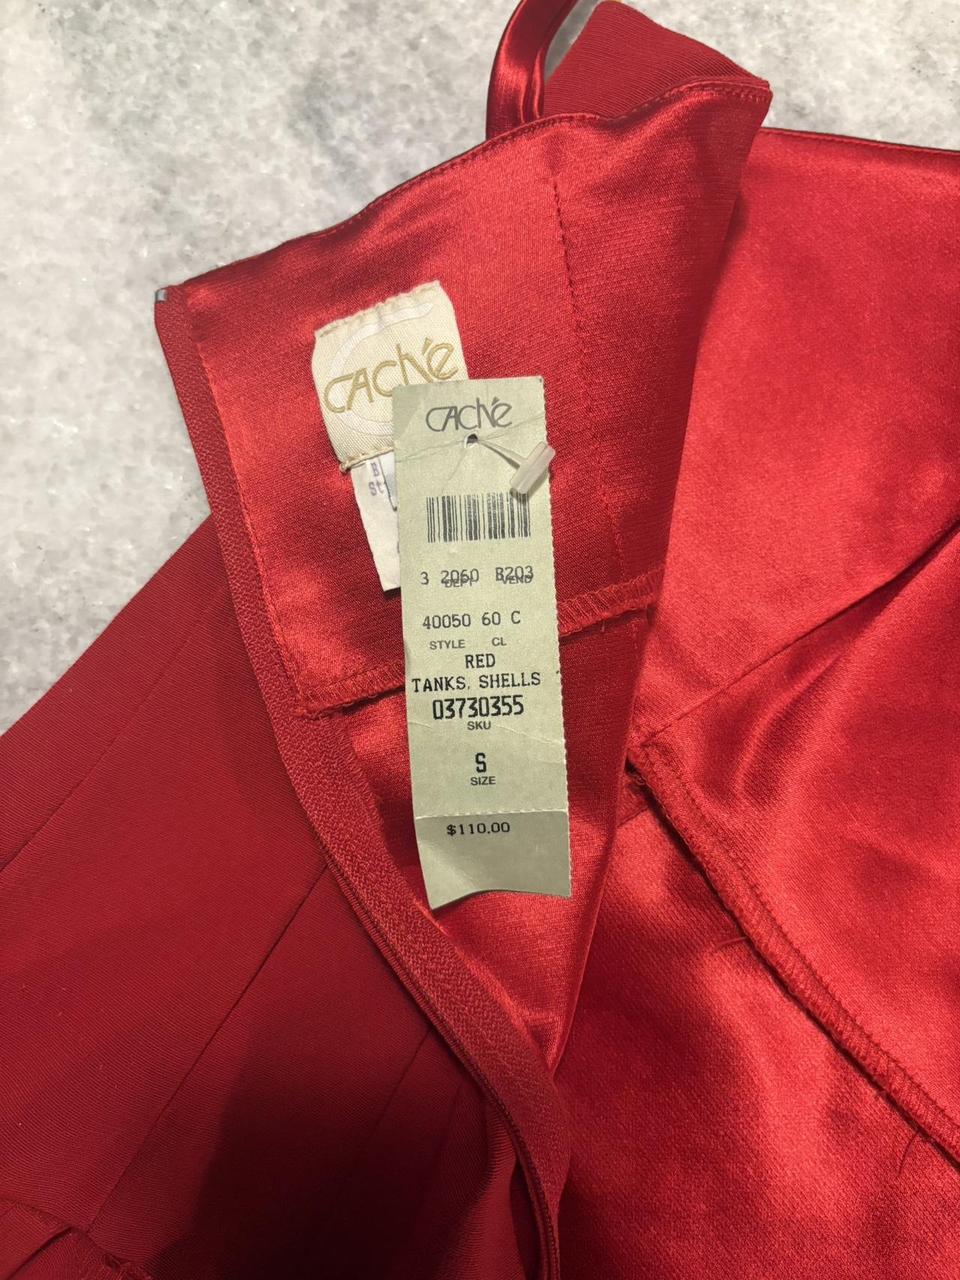 Caché
B
St
Caché
3 2060 B203
DEPT VEND
40050 60 C
STYLE CL
RED
TANKS, SHELLS
03730355
SKU
S
SIZE
$110.00